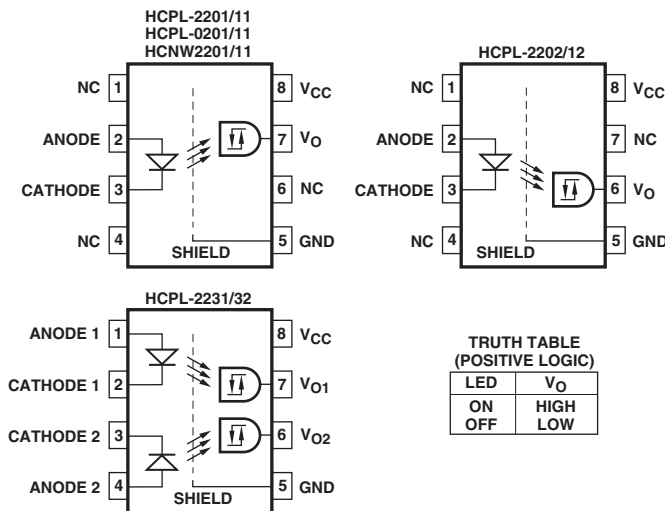 HCPL-2201/11
HCPL-0201/11
HCNW2201/11
NC 1
8 VCC
ANODE 2
7 VO
CATHODE 3
6 NC
NC 4
5 GND
SHIELD
HCPL-2202/12
NC 1
8 VCC
ANODE 2
7 NC
CATHODE 3
6 VO
NC 4
5 GND
SHIELD
HCPL-2231/32
ANODE 1 1
8 VCC
CATHODE 1 2
7 VO1
CATHODE 2 3
6 VO2
ANODE 2 4
5 GND
SHIELD
TRUTH TABLE
(POSITIVE LOGIC)
LED VO
ON HIGH
OFF LOW